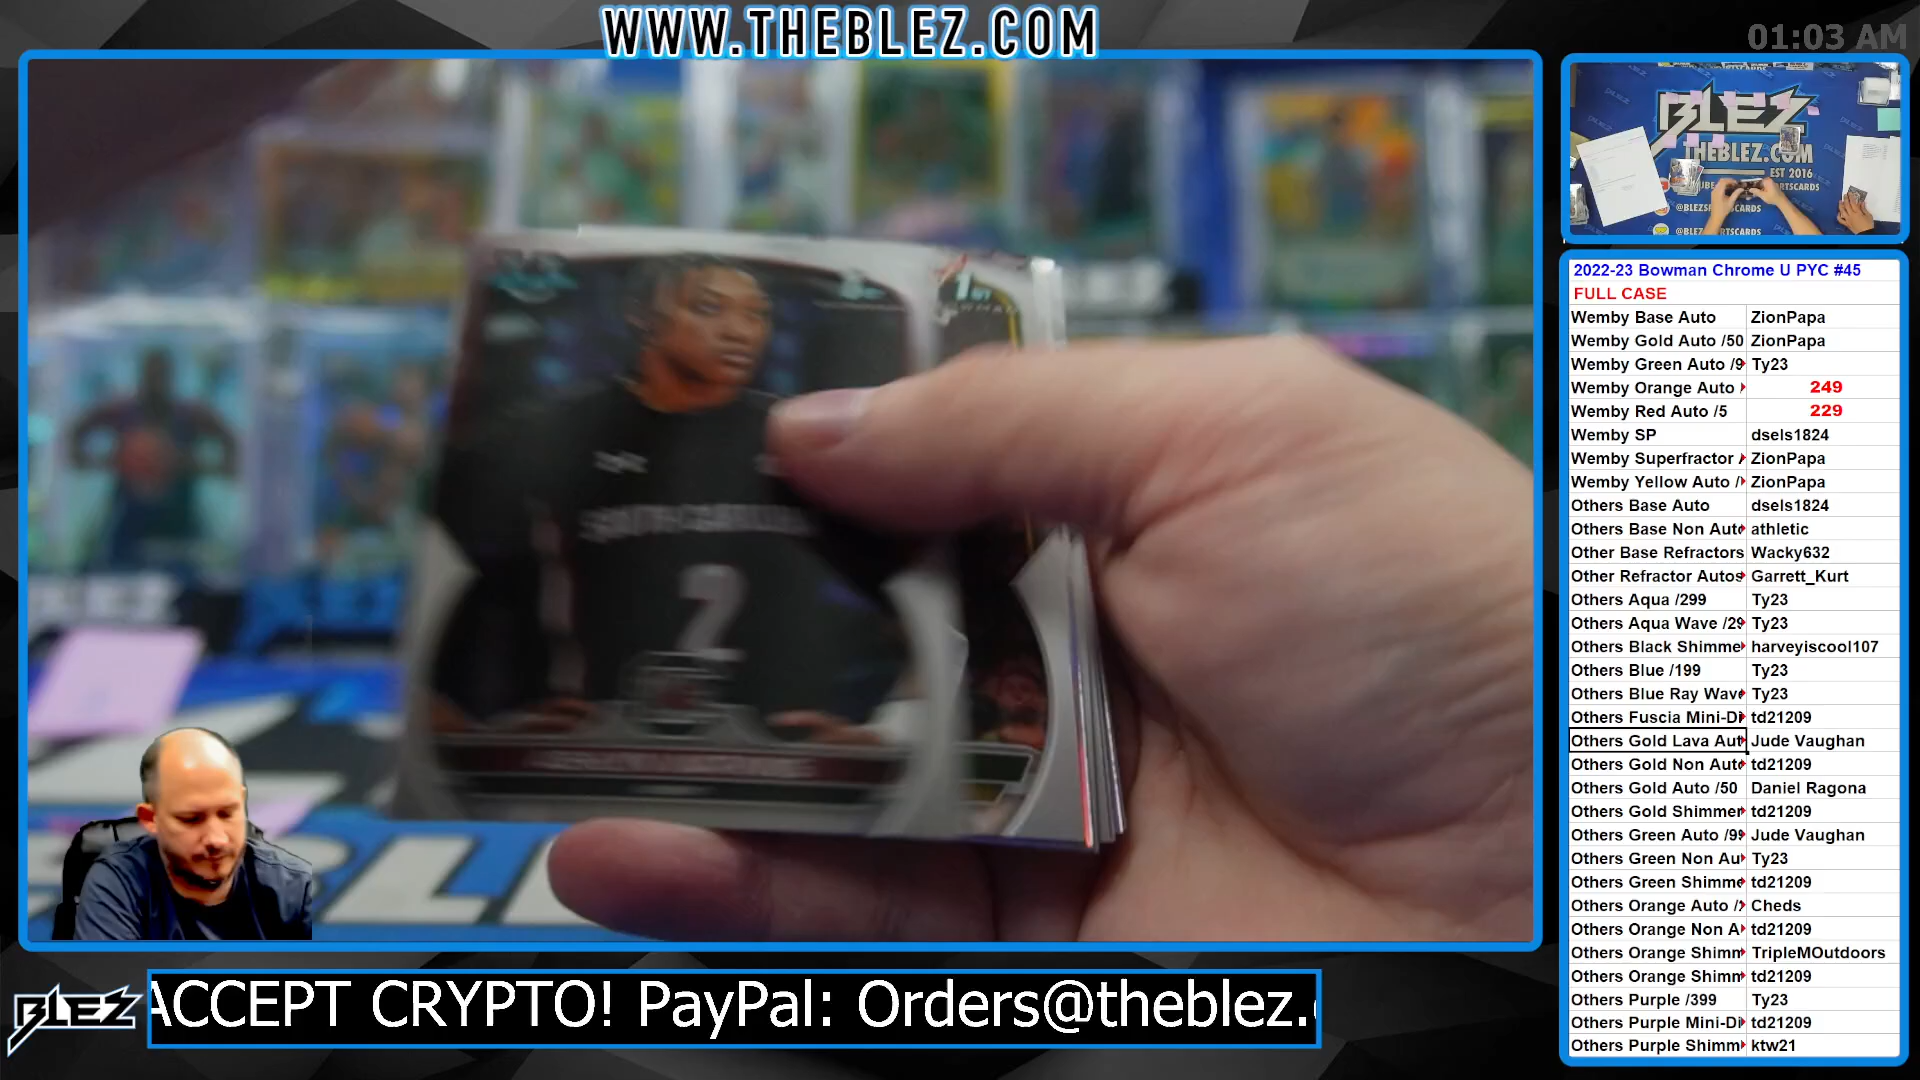 WWW.THEBLEZ.COM
01:03 AM
BLEZ
THEBLEZ.COM
EST 2016
2
2022-23 Bowman Chrome U PYC #45
FULL CASE
Wemby Base Auto ZionPapa
Wemby Gold Auto /50 ZionPapa
Wemby Green Auto /9 Ty23
Wemby Orange Auto 249
Wemby Red Auto /5 229
Wemby SP dsels1824
Wemby Superfractor ZionPapa
Wemby Yellow Auto / ZionPapa
Others Base Auto dsels1824
Others Base Non Auto athletic
Other Base Refractors Wacky632
Other Refractor Autos Garrett_Kurt
Others Aqua /299 Ty23
Others Aqua Wave /29 Ty23
Others Black Shimme harveyiscool107
Others Blue /199 Ty23
Others Blue Ray Wave Ty23
Others Fuscia Mini-Di td21209
Others Gold Lava Aut Jude Vaughan
Others Gold Non Auto td21209
Others Gold Auto /50 Daniel Ragona
Others Gold Shimmer td21209
Others Green Auto /99 Jude Vaughan
Others Green Non Au Ty23
Others Green Shimme td21209
Others Orange Auto / Cheds
Others Orange Non A td21209
Others Orange Shimm TripleMOutdoors
Others Orange Shimm td21209
Others Purple /399 Ty23
Others Purple Mini-Di td21209
Others Purple Shimm ktw21
BLEZ
ACCEPT CRYPTO! PayPal: Orders@theblez.